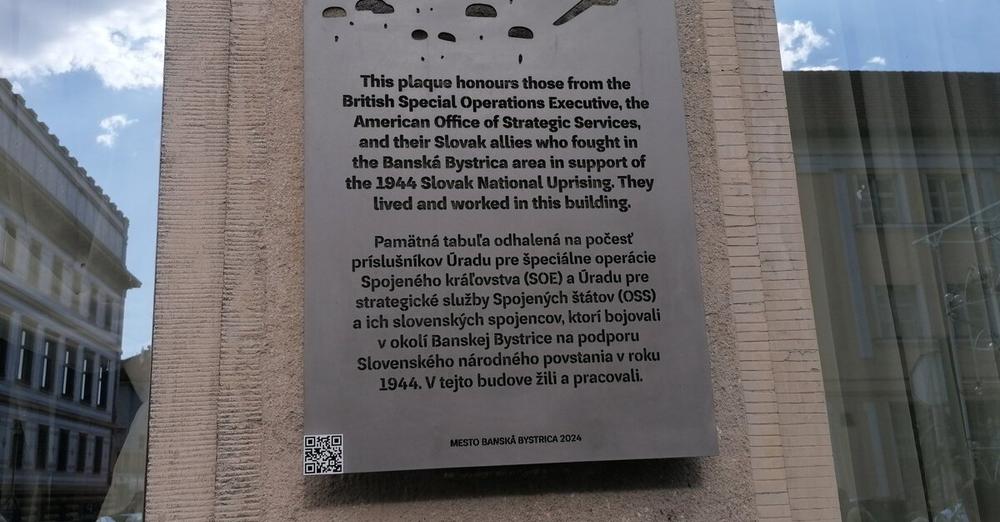 This plaque honours those from the
British Special Operations Executive, the
American Office of Strategic Services,
and their Slovak allies who fought in
the Banská Bystrica area in support of
the 1944 Slovak National Uprising. They
lived and worked in this building.
Pamätná tabuľa odhalená na počesť
príslušníkov Úradu pre špeciálne operácie
Spojeného kráľovstva (SOE) a Úradu pre
strategické služby Spojených štátov (OSS)
a ich slovenských spojencov, ktorí bojovali
v okolí Banskej Bystrice na podporu
Slovenského národného povstania v roku
1944. V tejto budove žili a pracovali.
MESTO BANSKÁ BYSTRICA 2024